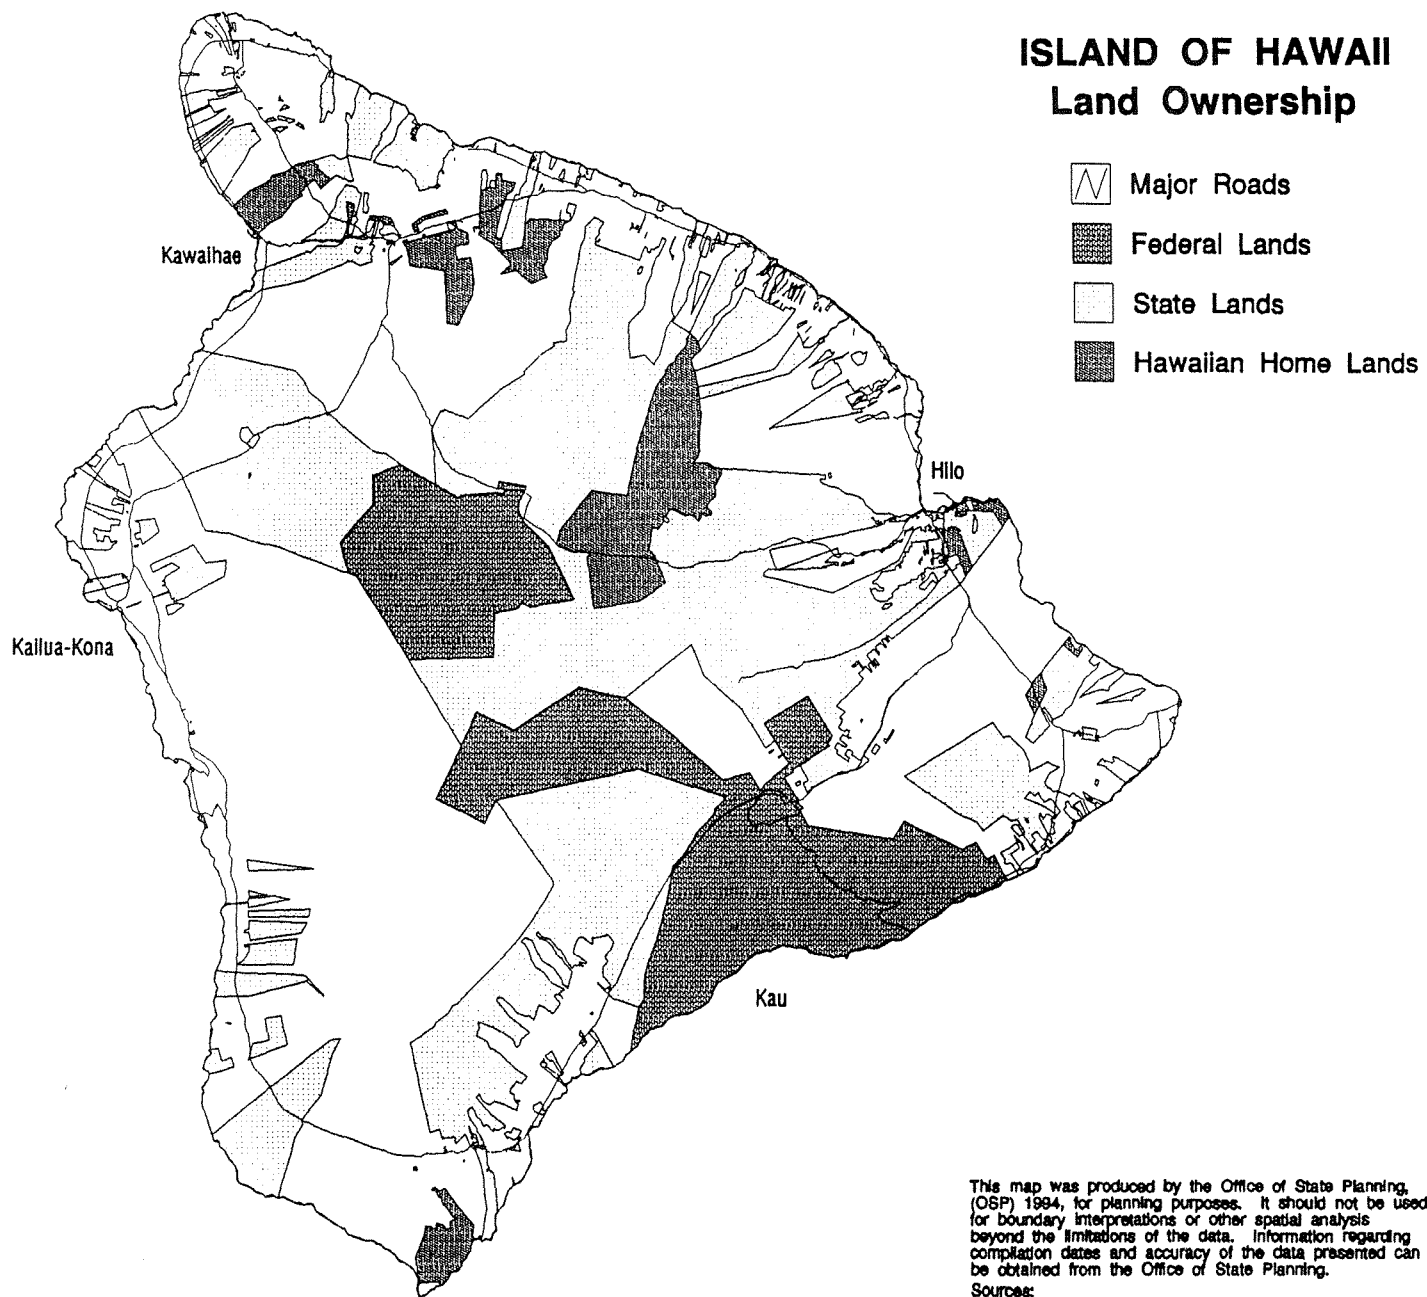 ISLAND OF HAWAII
Land Ownership
Major Roads
Federal Lands
State Lands
Hawaiian Home Lands
Kawaihae
Hilo
Kailua-Kona
Kau
This map was produced by the Office of State Planning,
(OSP) 1994, for planning purposes. It should not be used
for boundary interpretations or other spatial analysis
beyond the limitations of the data. Information regarding
compilation dates and accuracy of the data presented can
be obtained from the Office of State Planning.
Sources: